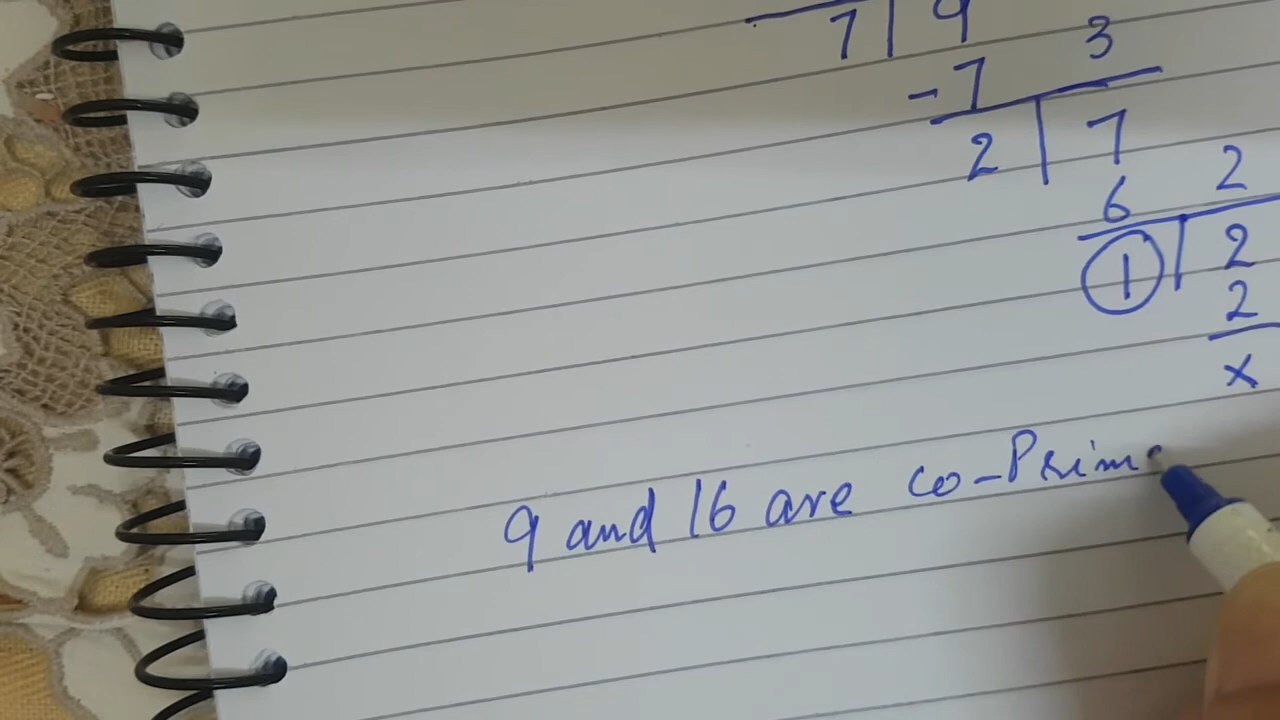 7 | 9
- 7 3
2 | 7
6 2
1 | 2
2
x
9 and 16 are co-Prim